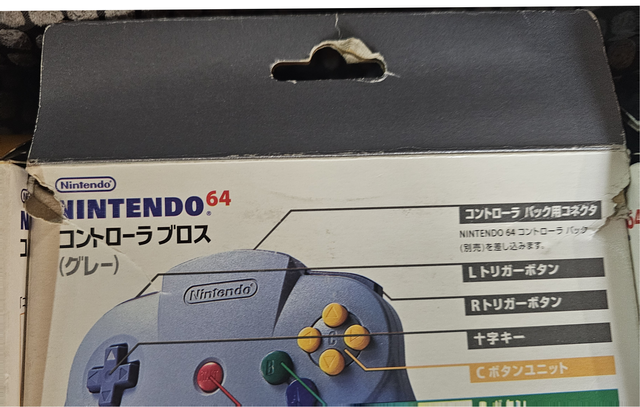 Nintendo
NINTENDO64
コントローラ ブロス
(グレー)
コントローラ パック用コネクタ
NINTENDO 64 コントローラ パック
(別売)を差し込みます。
Lトリガーボタン
Rトリガーボタン
十字キー
Cボタンユニット
Nintendo
C
B